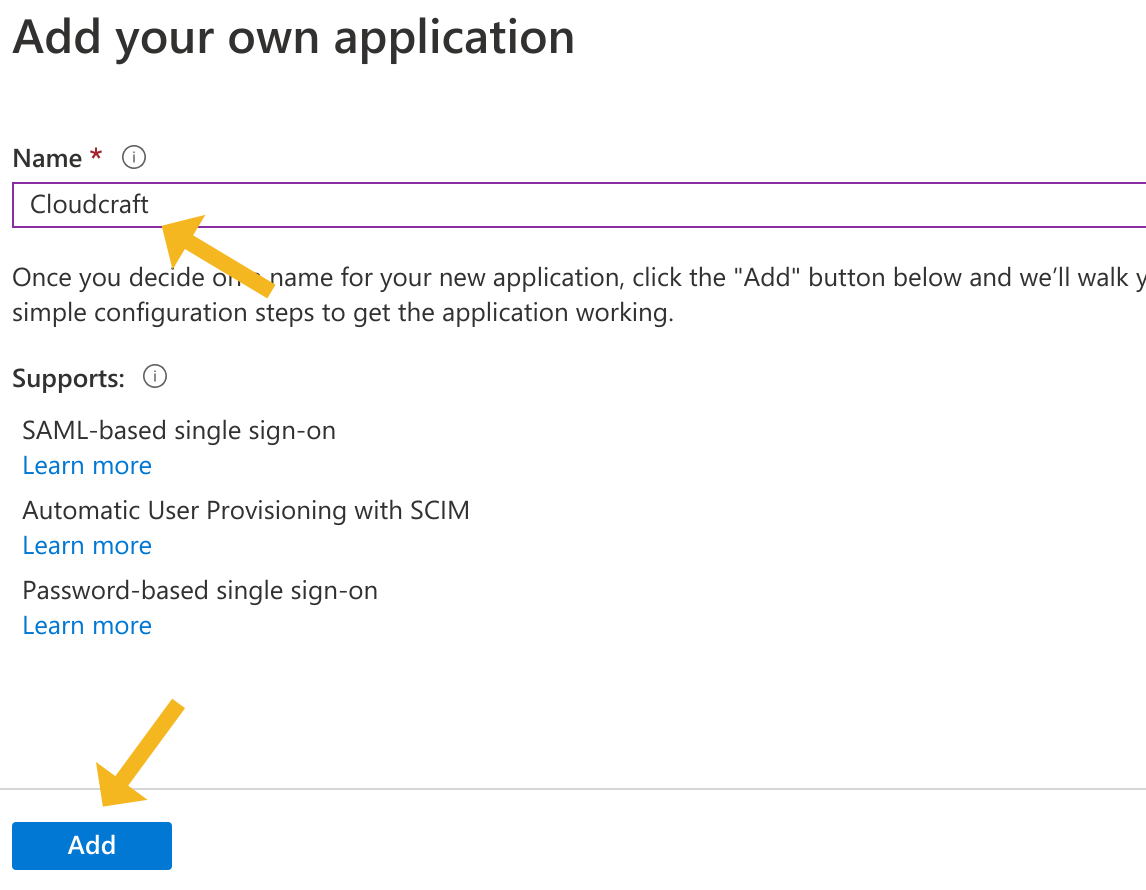 Add your own application
Name *
Cloudcraft
Once you decide on name for your new application, click the "Add" button below and we’ll walk y
simple configuration steps to get the application working.
Supports:
SAML-based single sign-on
Learn more
Automatic User Provisioning with SCIM
Learn more
Password-based single sign-on
Learn more
Add